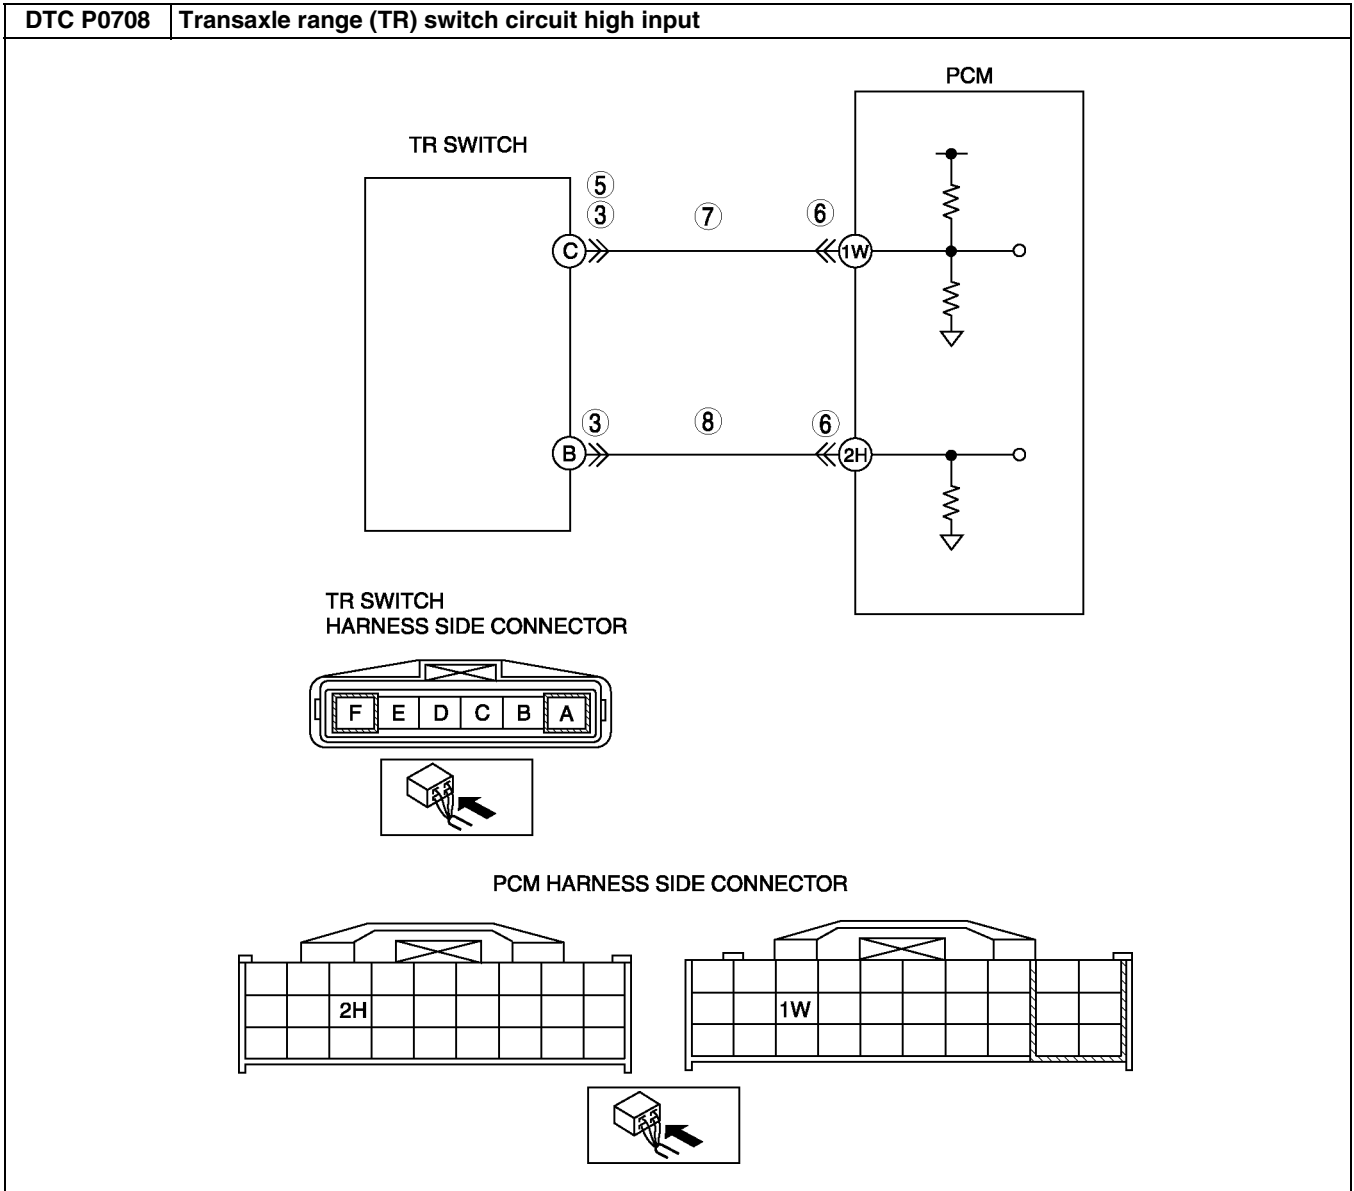 DTC P0708 Transaxle range (TR) switch circuit high input
PCM
TR SWITCH
5
3 7 6
C 1W
3 8 6
B 2H
TR SWITCH
HARNESS SIDE CONNECTOR
F E D C B A
PCM HARNESS SIDE CONNECTOR
2H 1W